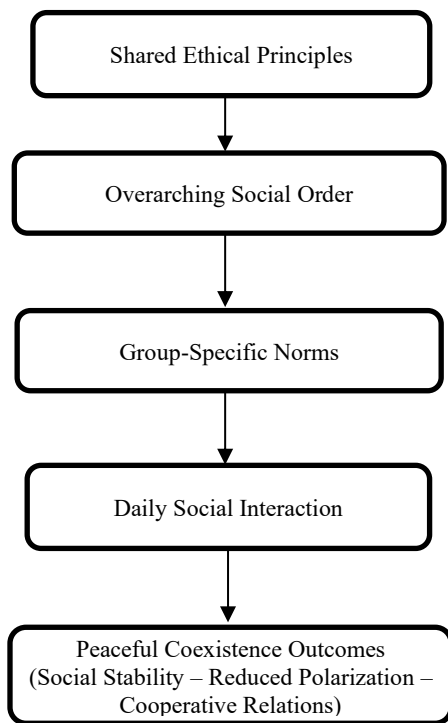 Shared Ethical Principles
Overarching Social Order
Group-Specific Norms
Daily Social Interaction
Peaceful Coexistence Outcomes
(Social Stability – Reduced Polarization –
Cooperative Relations)